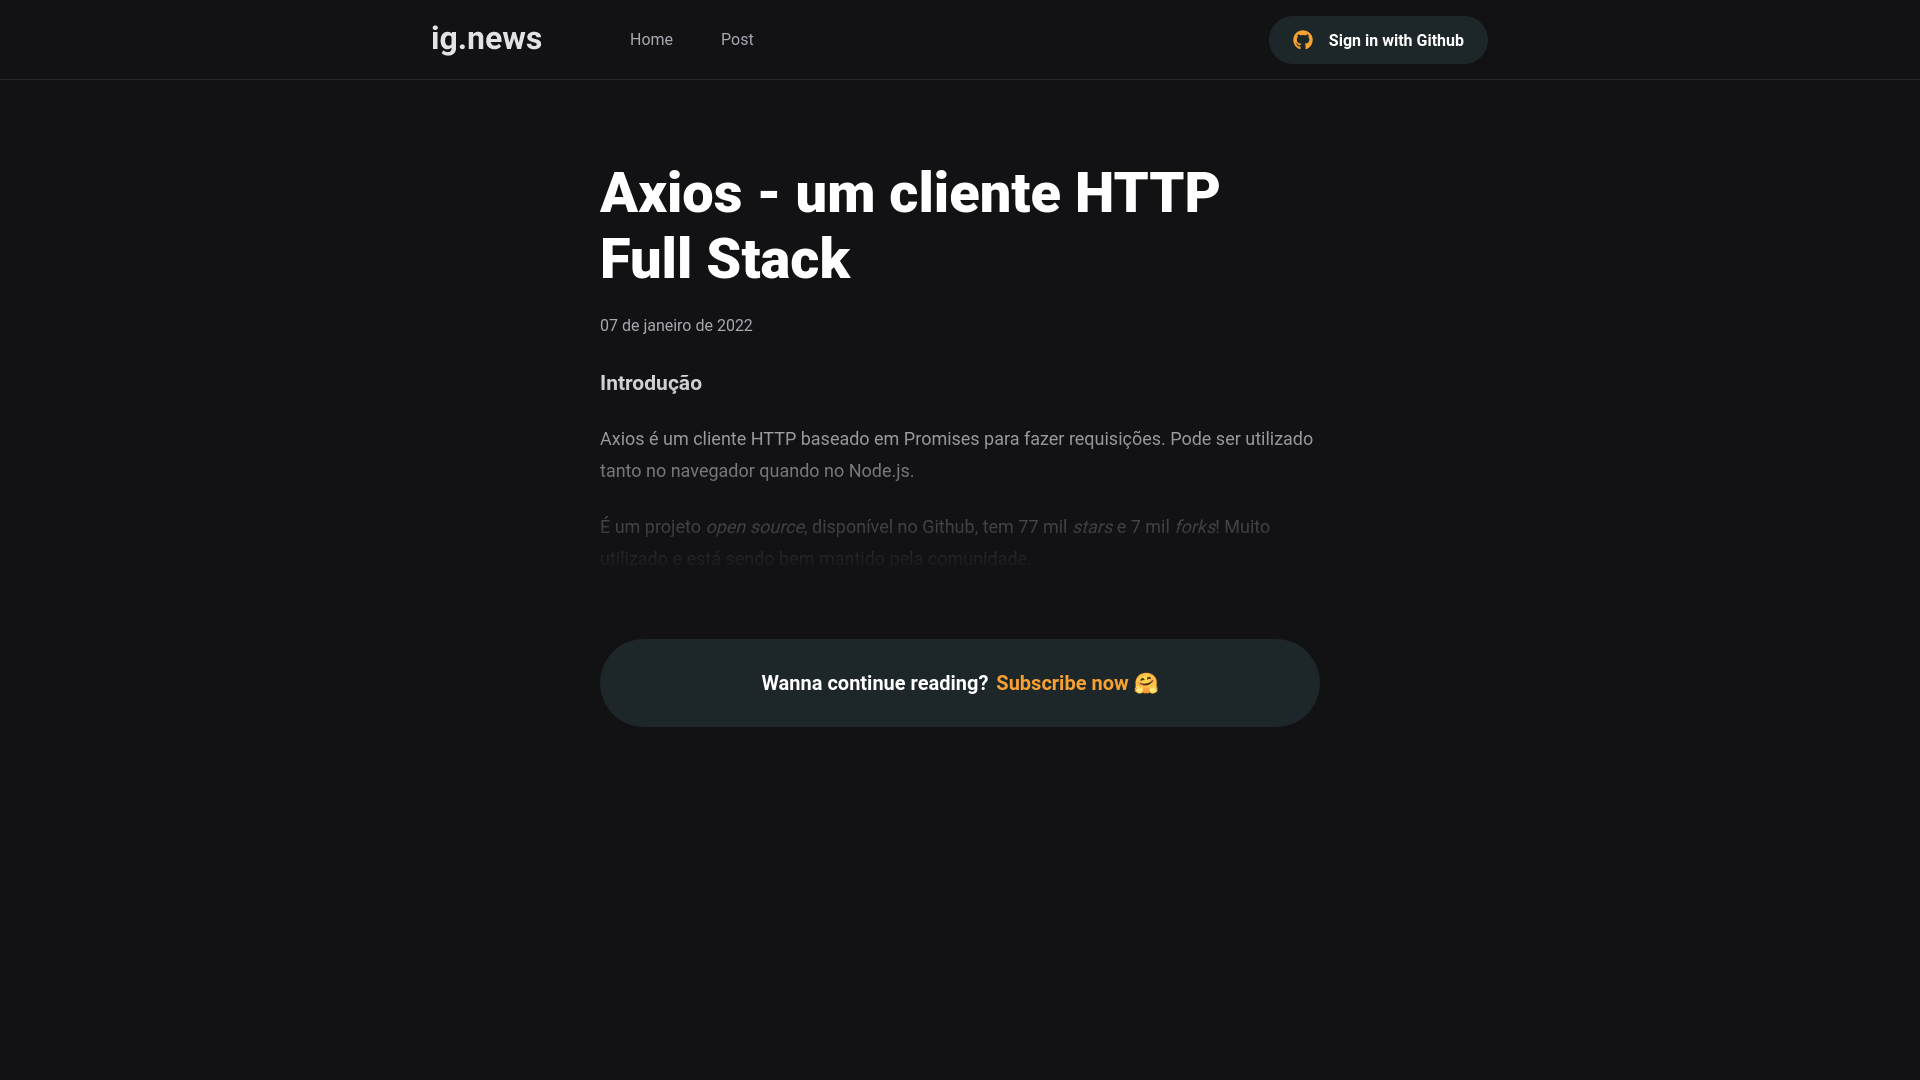 ig.news
Home
Post
Sign in with Github
Axios - um cliente HTTP
Full Stack
07 de janeiro de 2022
Introdução
Axios é um cliente HTTP baseado em Promises para fazer requisições. Pode ser utilizado
tanto no navegador quando no Node.js.
É um projeto open source, disponível no Github, tem 77 mil stars e 7 mil forks! Muito
utilizado e está sendo bem mantido pela comunidade.
Wanna continue reading? Subscribe now 🤗